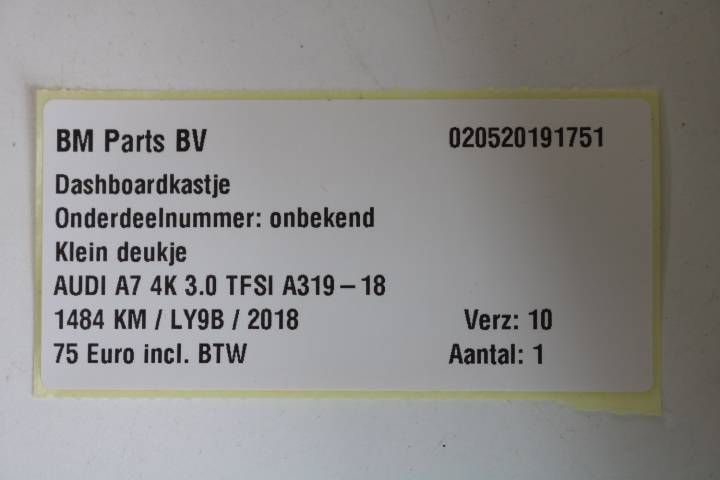 BM Parts BV 020520191751
Dashboardkastje
Onderdeelnummer: onbekend
Klein deukje
AUDI A7 4K 3.0 TFSI A319-18
1484 KM / LY9B / 2018 Verz: 10
75 Euro incl. BTW Aantal: 1